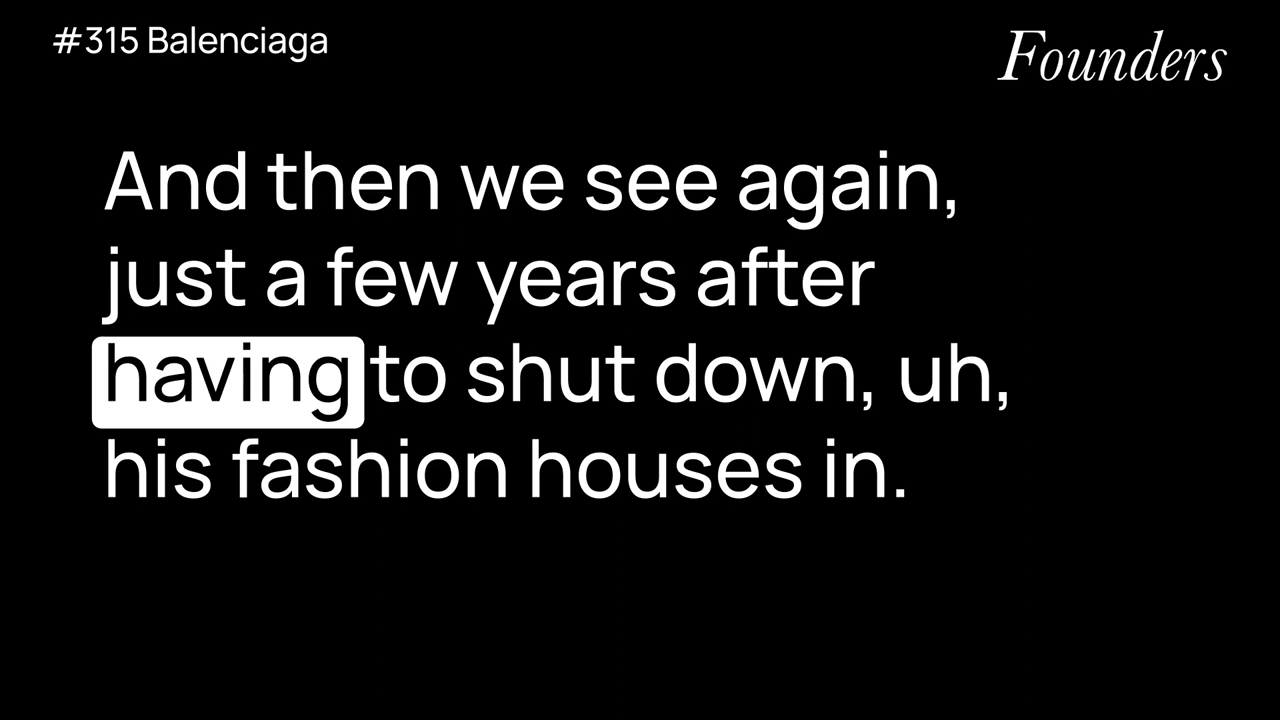 #315 Balenciaga
Founders
And then we see again,
just a few years after
having to shut down, uh,
his fashion houses in.